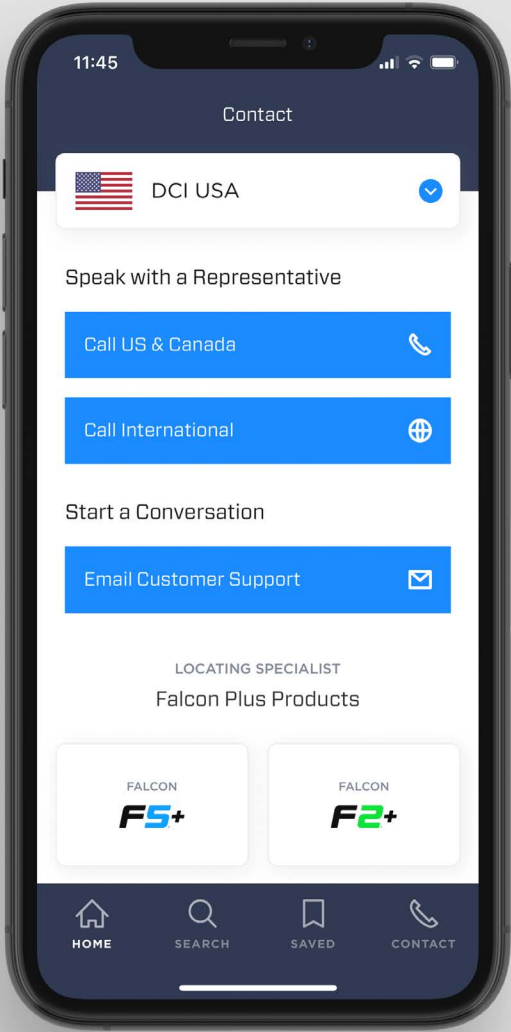 11:45
Contact
DCI USA
Speak with a Representative
Call US & Canada
Call International
Start a Conversation
Email Customer Support
LOCATING SPECIALIST
Falcon Plus Products
FALCON
F5+
FALCON
F2+
HOME
SEARCH
SAVED
CONTACT